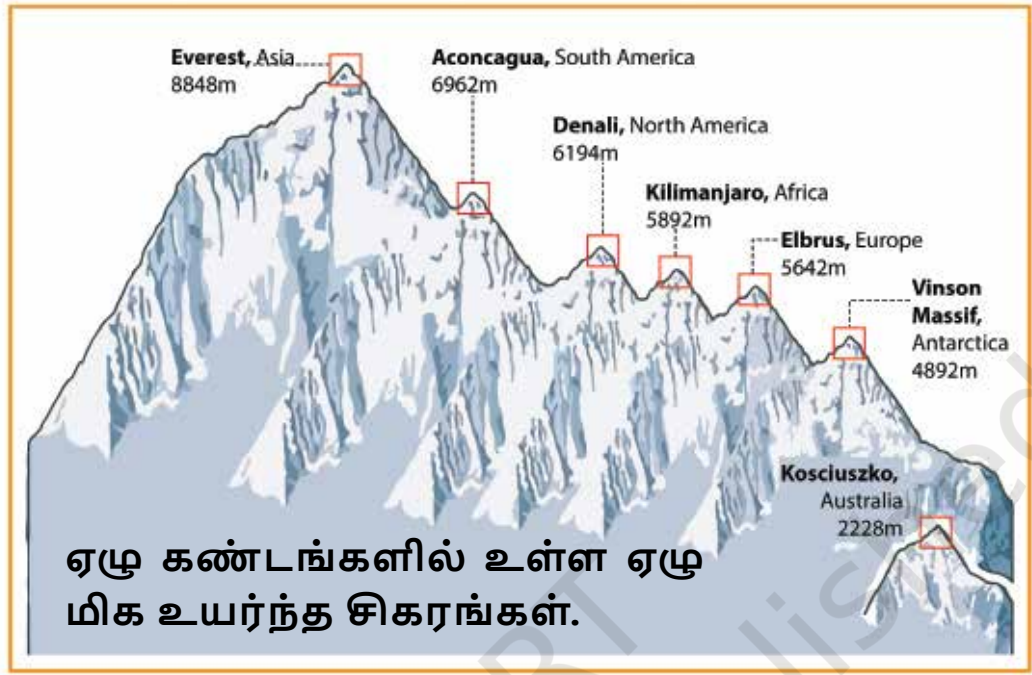 Everest, Asia
8848m
Aconcagua, South America
6962m
Denali, North America
6194m
Kilimanjaro, Africa
5892m
Elbrus, Europe
5642m
Vinson
Massif,
Antarctica
4892m
Kosciuszko,
Australia
2228m
ஏழு கண்டங்களில் உள்ள ஏழு
மிக உயர்ந்த சிகரங்கள்.